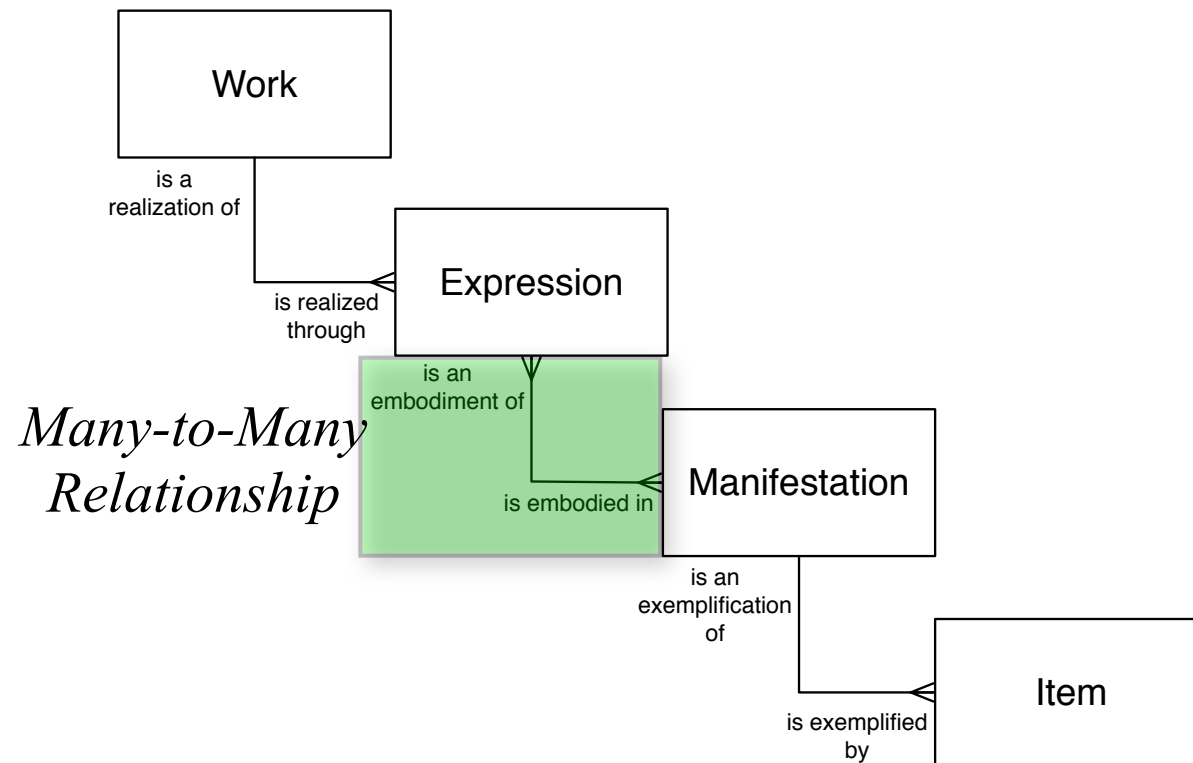 Work
is a
realization of
Expression
is realized
through
is an
embodiment of
Many-to-Many
Relationship
Manifestation
is embodied in
is an
exemplification
of
Item
is exemplified
by